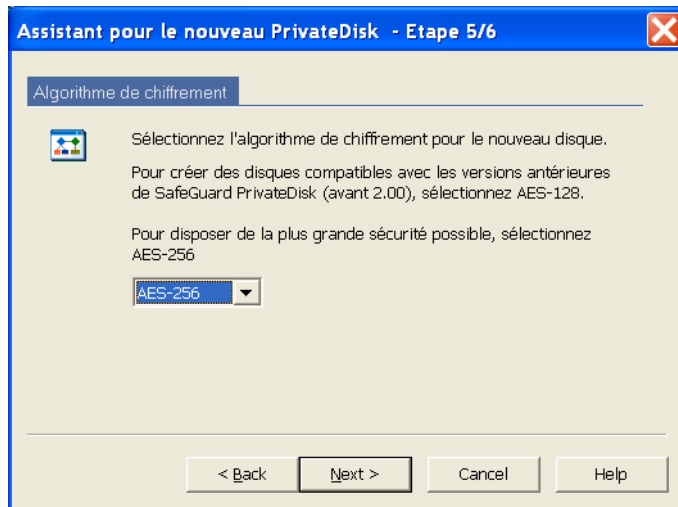 Assistant pour le nouveau PrivateDisk - Etape 5/6
Algorithme de chiffrement
Sélectionnez l'algorithme de chiffrement pour le nouveau disque.
Pour créer des disques compatibles avec les versions antérieures
de SafeGuard PrivateDisk (avant 2.00), sélectionnez AES-128.
Pour disposer de la plus grande sécurité possible, sélectionnez
AES-256
AES-256
< Back Next > Cancel Help